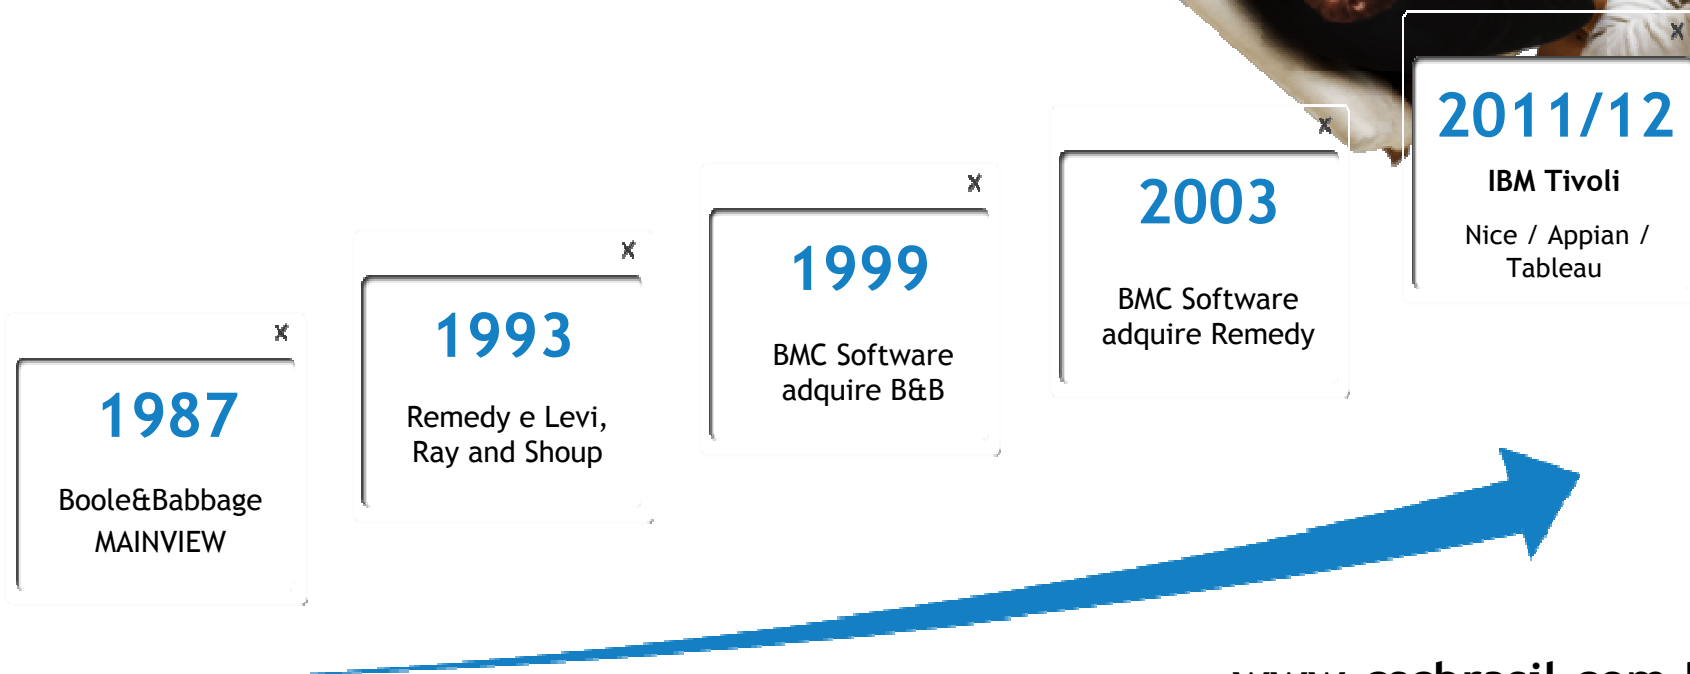 1987
Boole&Babbage
MAINVIEW
1993
Remedy e Levi,
Ray and Shoup
1999
BMC Software
adquire B&B
2003
BMC Software
adquire Remedy
2011/12
IBM Tivoli
Nice / Appian /
Tableau